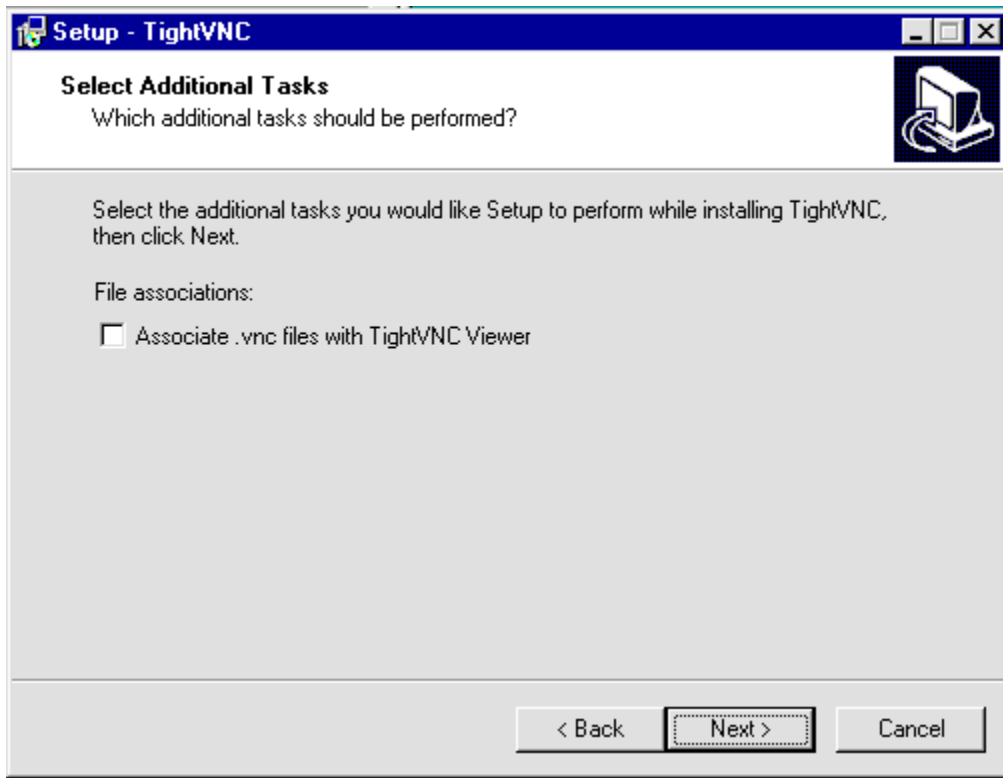 Setup - TightVNC
Select Additional Tasks
Which additional tasks should be performed?
Select the additional tasks you would like Setup to perform while installing TightVNC,
then click Next.
File associations:
Associate .vnc files with TightVNC Viewer
< Back
Next >
Cancel